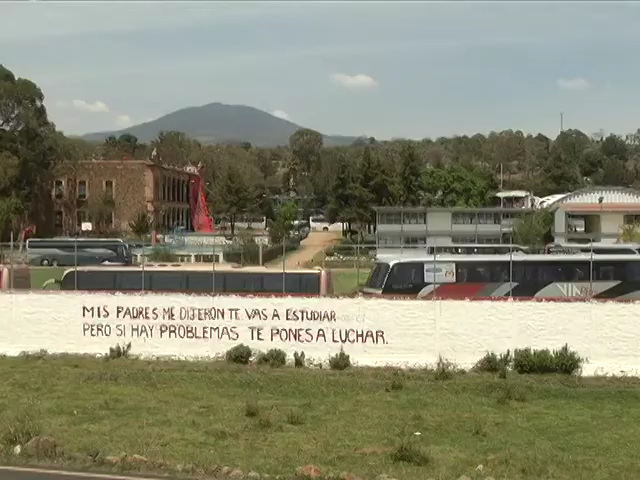 MIS PADRES ME DIJERON TE VAS A ESTUDIAR
PERO SI HAY PROBLEMAS TE PONES A LUCHAR.